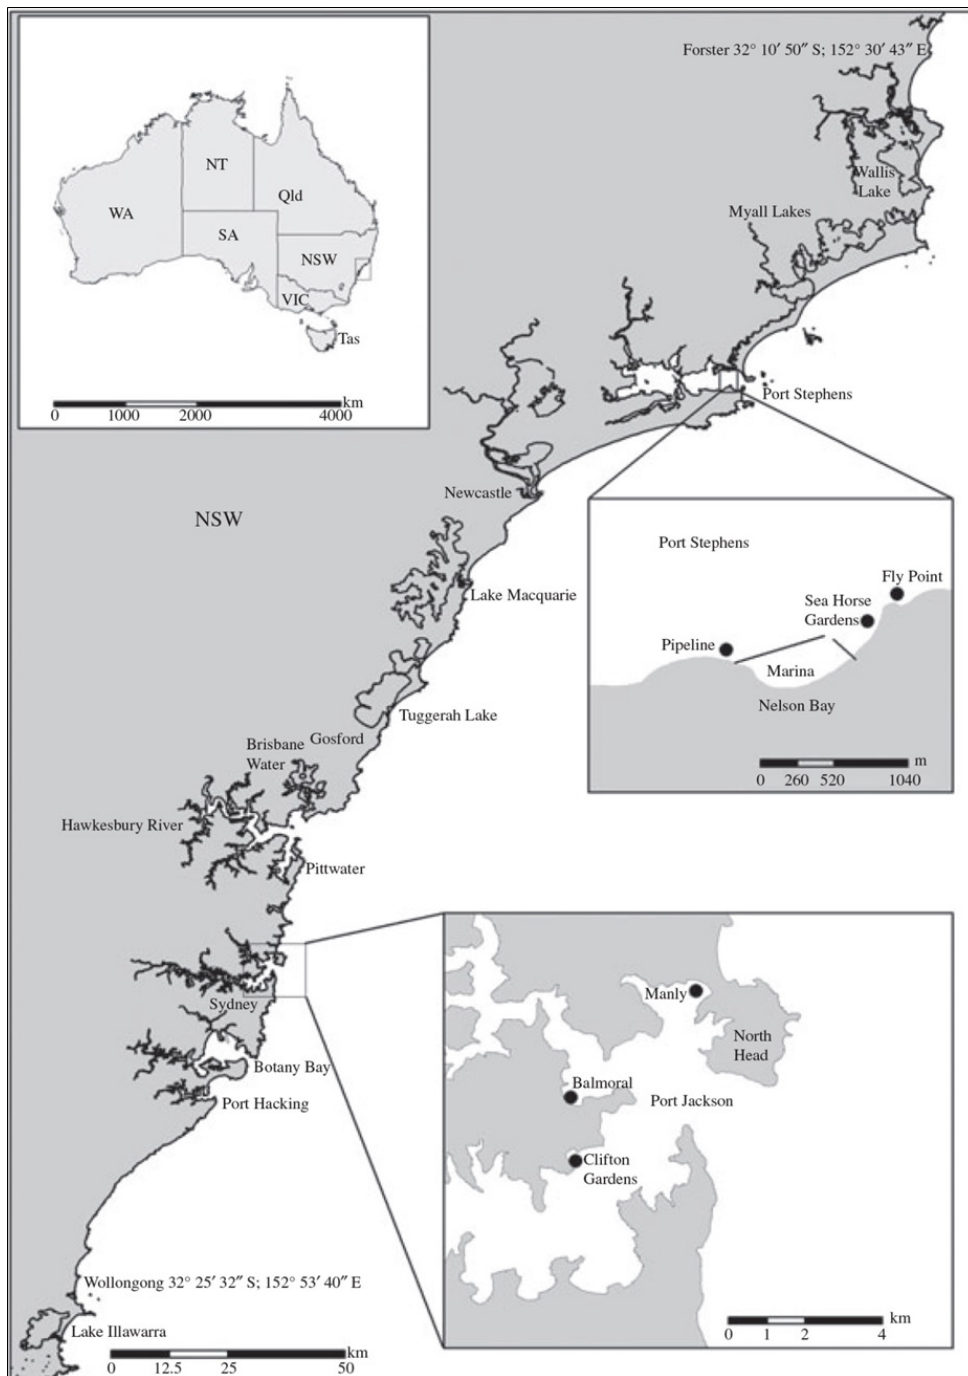 Forster 32° 10′ 50″ S; 152° 30′ 43″ E
WA
NT
Qld
SA
NSW
VIC
Tas
km
0 1000 2000 4000
Wallis
Lake
Myall Lakes
Port Stephens
Newcastle
NSW
Lake Macquarie
Tuggerah Lake
Gosford
Brisbane
Water
Hawkesbury River
Pittwater
Sydney
Botany Bay
Port Hacking
Wollongong 32° 25′ 32″ S; 152° 53′ 40″ E
Lake Illawarra
km
0 12.5 25 50
Port Stephens
Fly Point
Sea Horse
Gardens
Pipeline
Marina
Nelson Bay
m
0 260 520 1040
Manly
North
Head
Balmoral
Port Jackson
Clifton
Gardens
km
0 1 2 4